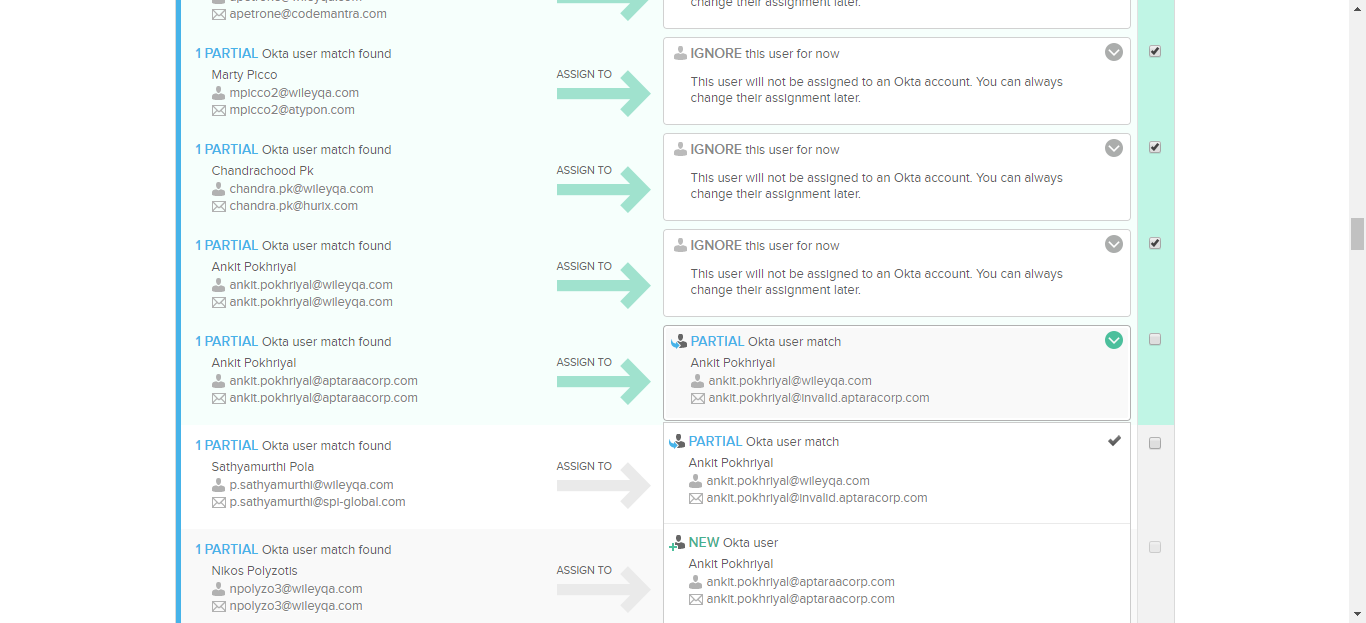 apetrone@codemantra.com
change their assignment later.
1 PARTIAL Okta user match found
Marty Picco
mpicco2@wileyqa.com
mpicco2@atypon.com
ASSIGN TO
IGNORE this user for now
This user will not be assigned to an Okta account. You can always
change their assignment later.
1 PARTIAL Okta user match found
Chandrachood Pk
chandra.pk@wileyqa.com
chandra.pk@hurix.com
ASSIGN TO
IGNORE this user for now
This user will not be assigned to an Okta account. You can always
change their assignment later.
1 PARTIAL Okta user match found
Ankit Pokhriyal
ankit.pokhriyal@wileyqa.com
ankit.pokhriyal@wileyqa.com
ASSIGN TO
IGNORE this user for now
This user will not be assigned to an Okta account. You can always
change their assignment later.
1 PARTIAL Okta user match found
Ankit Pokhriyal
ankit.pokhriyal@aptaraacorp.com
ankit.pokhriyal@aptaraacorp.com
ASSIGN TO
PARTIAL Okta user match
Ankit Pokhriyal
ankit.pokhriyal@wileyqa.com
ankit.pokhriyal@invalid.aptaracorp.com
1 PARTIAL Okta user match found
Sathyamurthi Pola
p.sathyamurthi@wileyqa.com
p.sathyamurthi@spi-global.com
ASSIGN TO
PARTIAL Okta user match
Ankit Pokhriyal
ankit.pokhriyal@wileyqa.com
ankit.pokhriyal@invalid.aptaracorp.com
1 PARTIAL Okta user match found
Nikos Polyzotis
npolyzo3@wileyqa.com
npolyzo3@wileyqa.com
ASSIGN TO
NEW Okta user
Ankit Pokhriyal
ankit.pokhriyal@aptaraacorp.com
ankit.pokhriyal@aptaraacorp.com